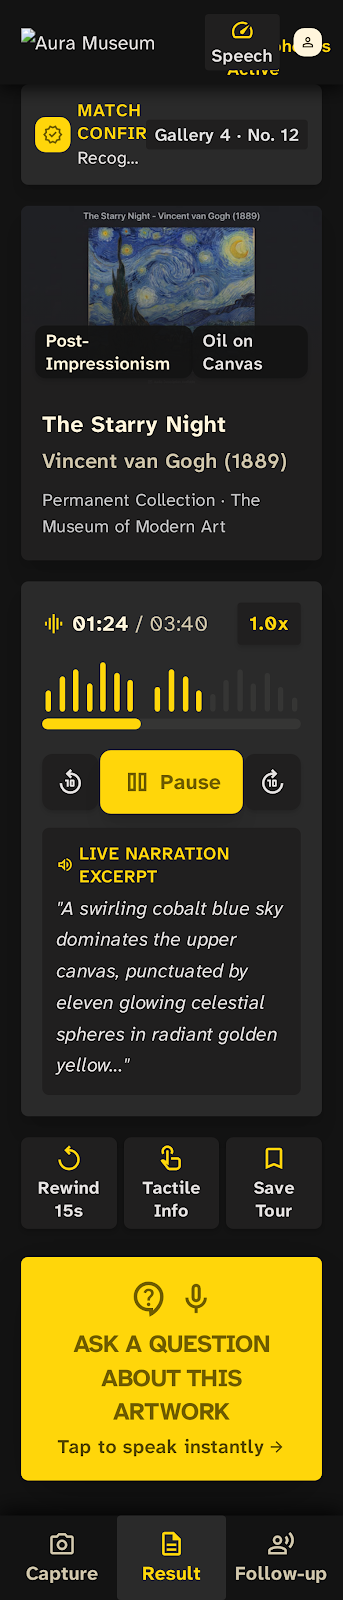 Aura Museum
Speech
Active
MATCH
CONFIR
Recog...
Gallery 4 · No. 12
The Starry Night - Vincent van Gogh (1889)
Post-
Impressionism
Oil on
Canvas
The Starry Night
Vincent van Gogh (1889)
Permanent Collection · The
Museum of Modern Art
01:24 / 03:40
1.0x
10
Pause
10
LIVE NARRATION
EXCERPT
"A swirling cobalt blue sky
dominates the upper
canvas, punctuated by
eleven glowing celestial
spheres in radiant golden
yellow..."
Rewind
15s
Tactile
Info
Save
Tour
ASK A QUESTION
ABOUT THIS
ARTWORK
Tap to speak instantly →
Capture
Result
Follow-up